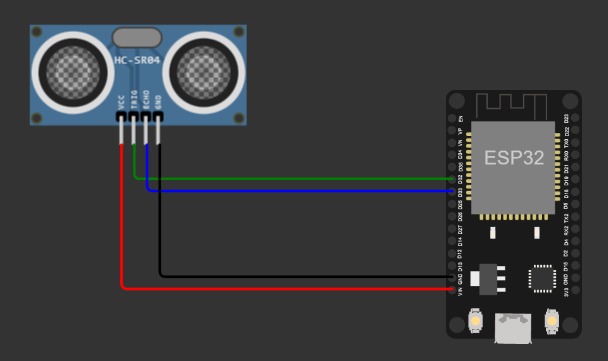 HC-SR04
VCC
TRIG
ECHO
GND
ESP32
EN
VP
VN
D34
D35
D32
D33
D25
D26
D27
D14
D12
D13
GND
VIN
D23
D22
TX0
RX0
D21
D19
D18
D5
TX2
RX2
D4
D2
D15
GND
3V3